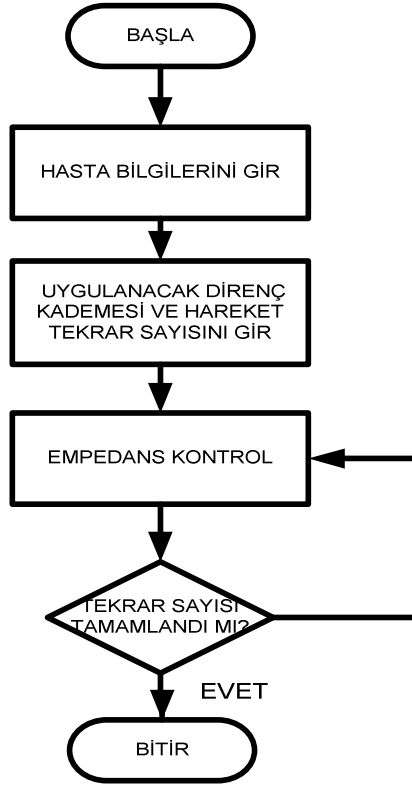 BAŞLA
HASTA BİLGİLERİNİ GİR
UYGULANACAK DİRENÇ
KADEMESİ VE HAREKET
TEKRAR SAYISINI GİR
EMPEDANS KONTROL
TEKRAR SAYISI
TAMAMLANDI MI?
EVET
BİTİR